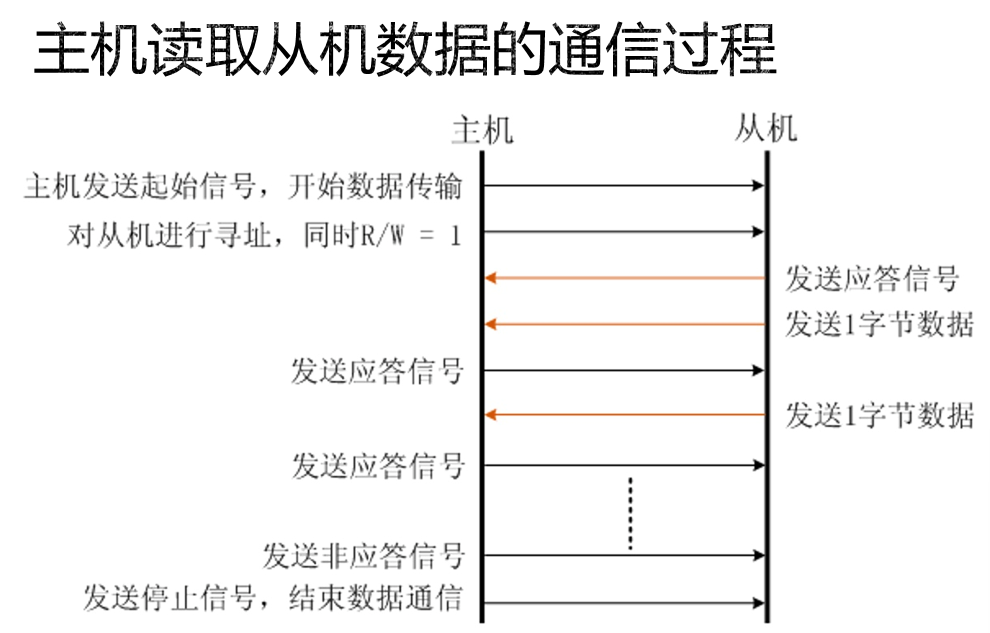 主机读取从机数据的通信过程
主机
从机
主机发送起始信号，开始数据传输
对从机进行寻址，同时R/W = 1
发送应答信号
发送1字节数据
发送应答信号
发送1字节数据
发送应答信号
发送非应答信号
发送停止信号，结束数据通信